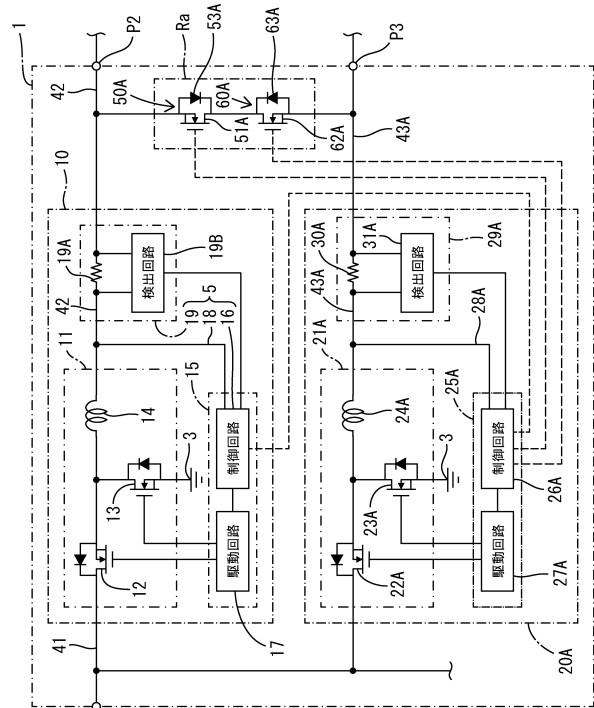 1
P2
P3
Ra
53A
63A
42
50A
60A
51A
62A
43A
10
19A
19B
検出回路
42
5
19
18
16
30A
31A
29A
検出回路
43A
28A
11
14
15
3
制御回路
13
12
駆動回路
17
41
21A
24A
25A
3
制御回路
26A
23A
22A
駆動回路
27A
20A